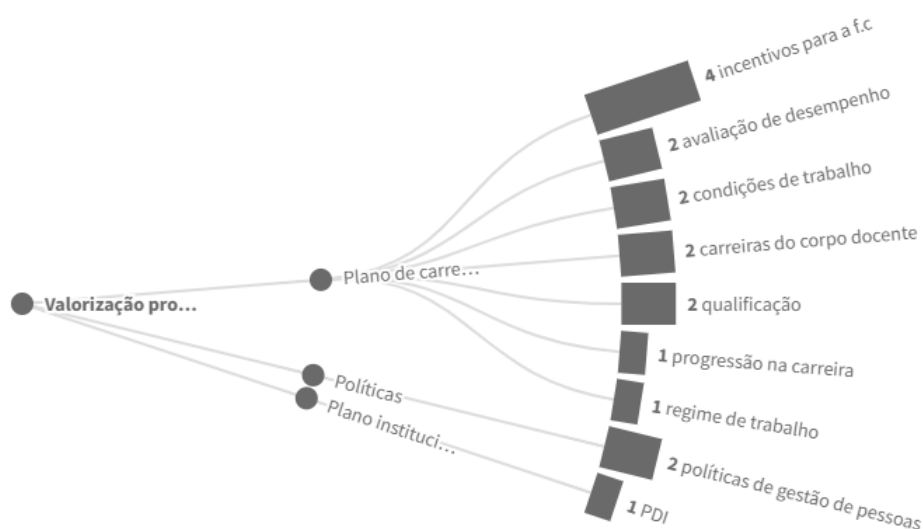 4 incentivos para a f.c
2 avaliação de desempenho
2 condições de trabalho
2 carreiras do corpo docente
Plano de carre...
Valorização pro...
2 qualificação
1 progressão na carreira
Políticas
1 regime de trabalho
Plano instituci...
2 políticas de gestão de pessoas
1 PDI